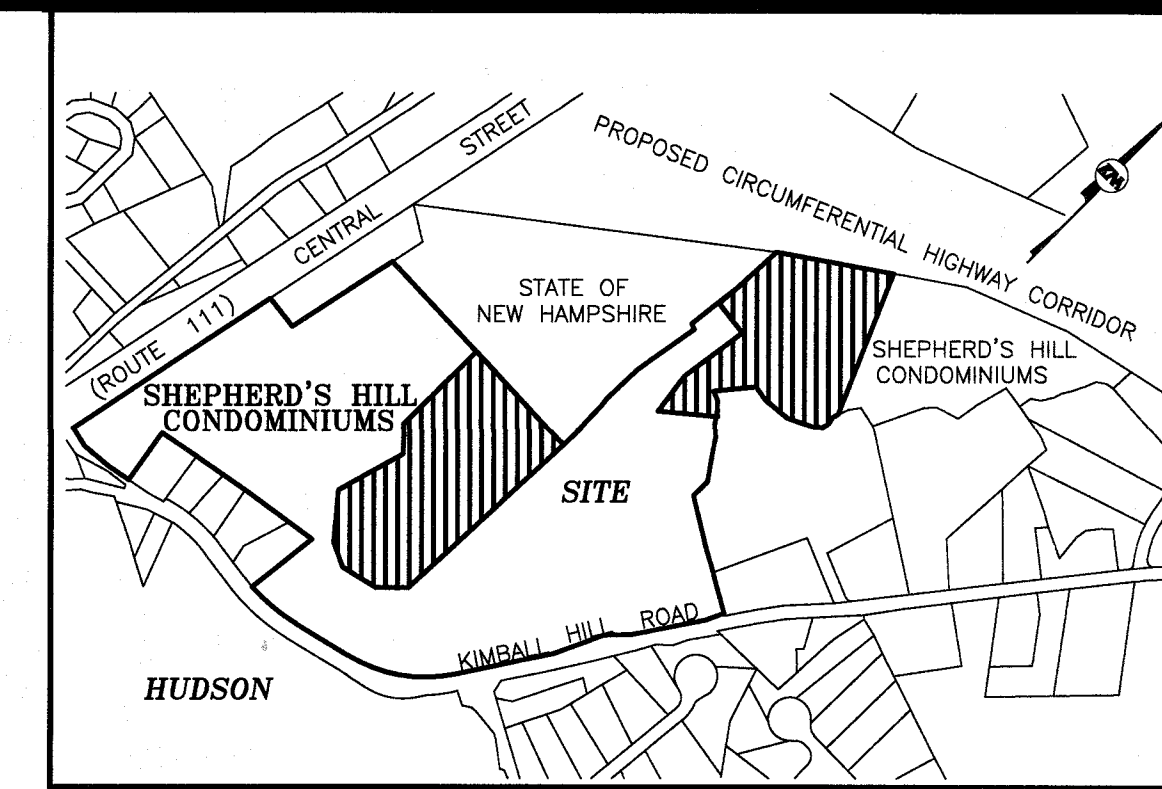 PROPOSED CIRCUMFERENTIAL HIGHWAY CORRIDOR
(ROUTE 111) CENTRAL STREET
STATE OF
NEW HAMPSHIRE
SHEPHERD'S HILL
CONDOMINIUMS
SHEPHERD'S HILL
CONDOMINIUMS
SITE
KIMBALL HILL ROAD
HUDSON